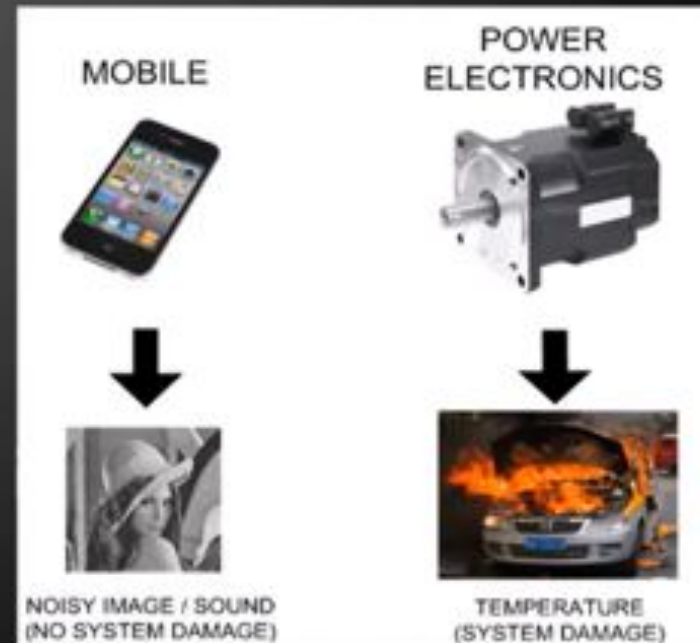 MOBILE
POWER
ELECTRONICS
NOISY IMAGE / SOUND
(NO SYSTEM DAMAGE)
TEMPERATURE
(SYSTEM DAMAGE)